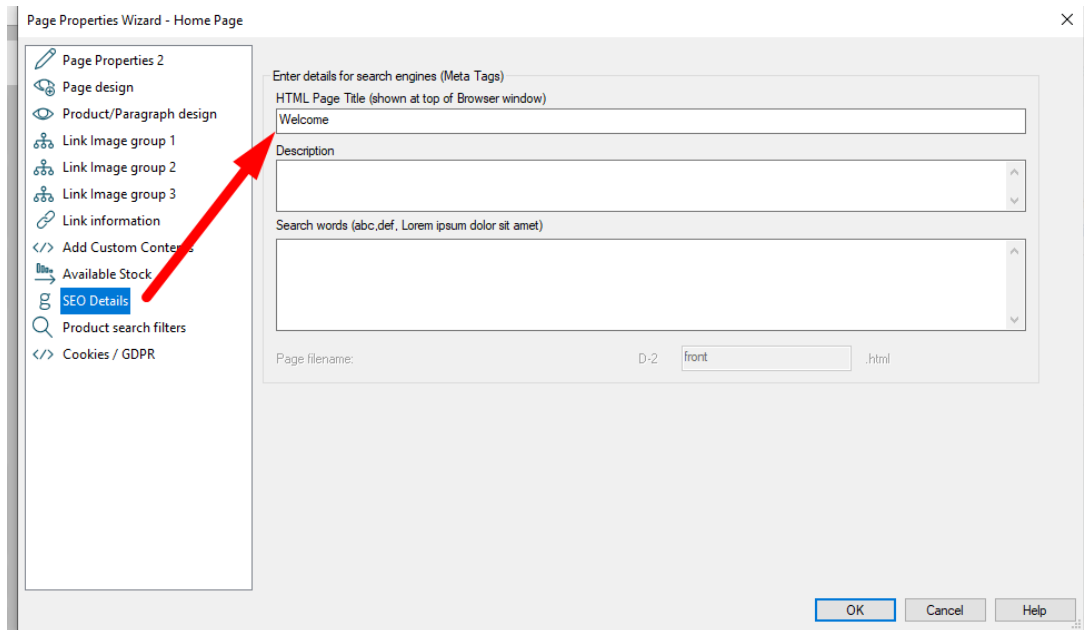 Page Properties Wizard - Home Page
Page Properties 2
Page design
Product/Paragraph design
Link Image group 1
Link Image group 2
Link Image group 3
Link information
Add Custom Contents
Available Stock
SEO Details
Product search filters
Cookies / GDPR
Enter details for search engines (Meta Tags)
HTML Page Title (shown at top of Browser window)
Welcome
Description
Search words (abc,def, Lorem ipsum dolor sit amet)
Page filename: D-2 front .html
OK Cancel Help